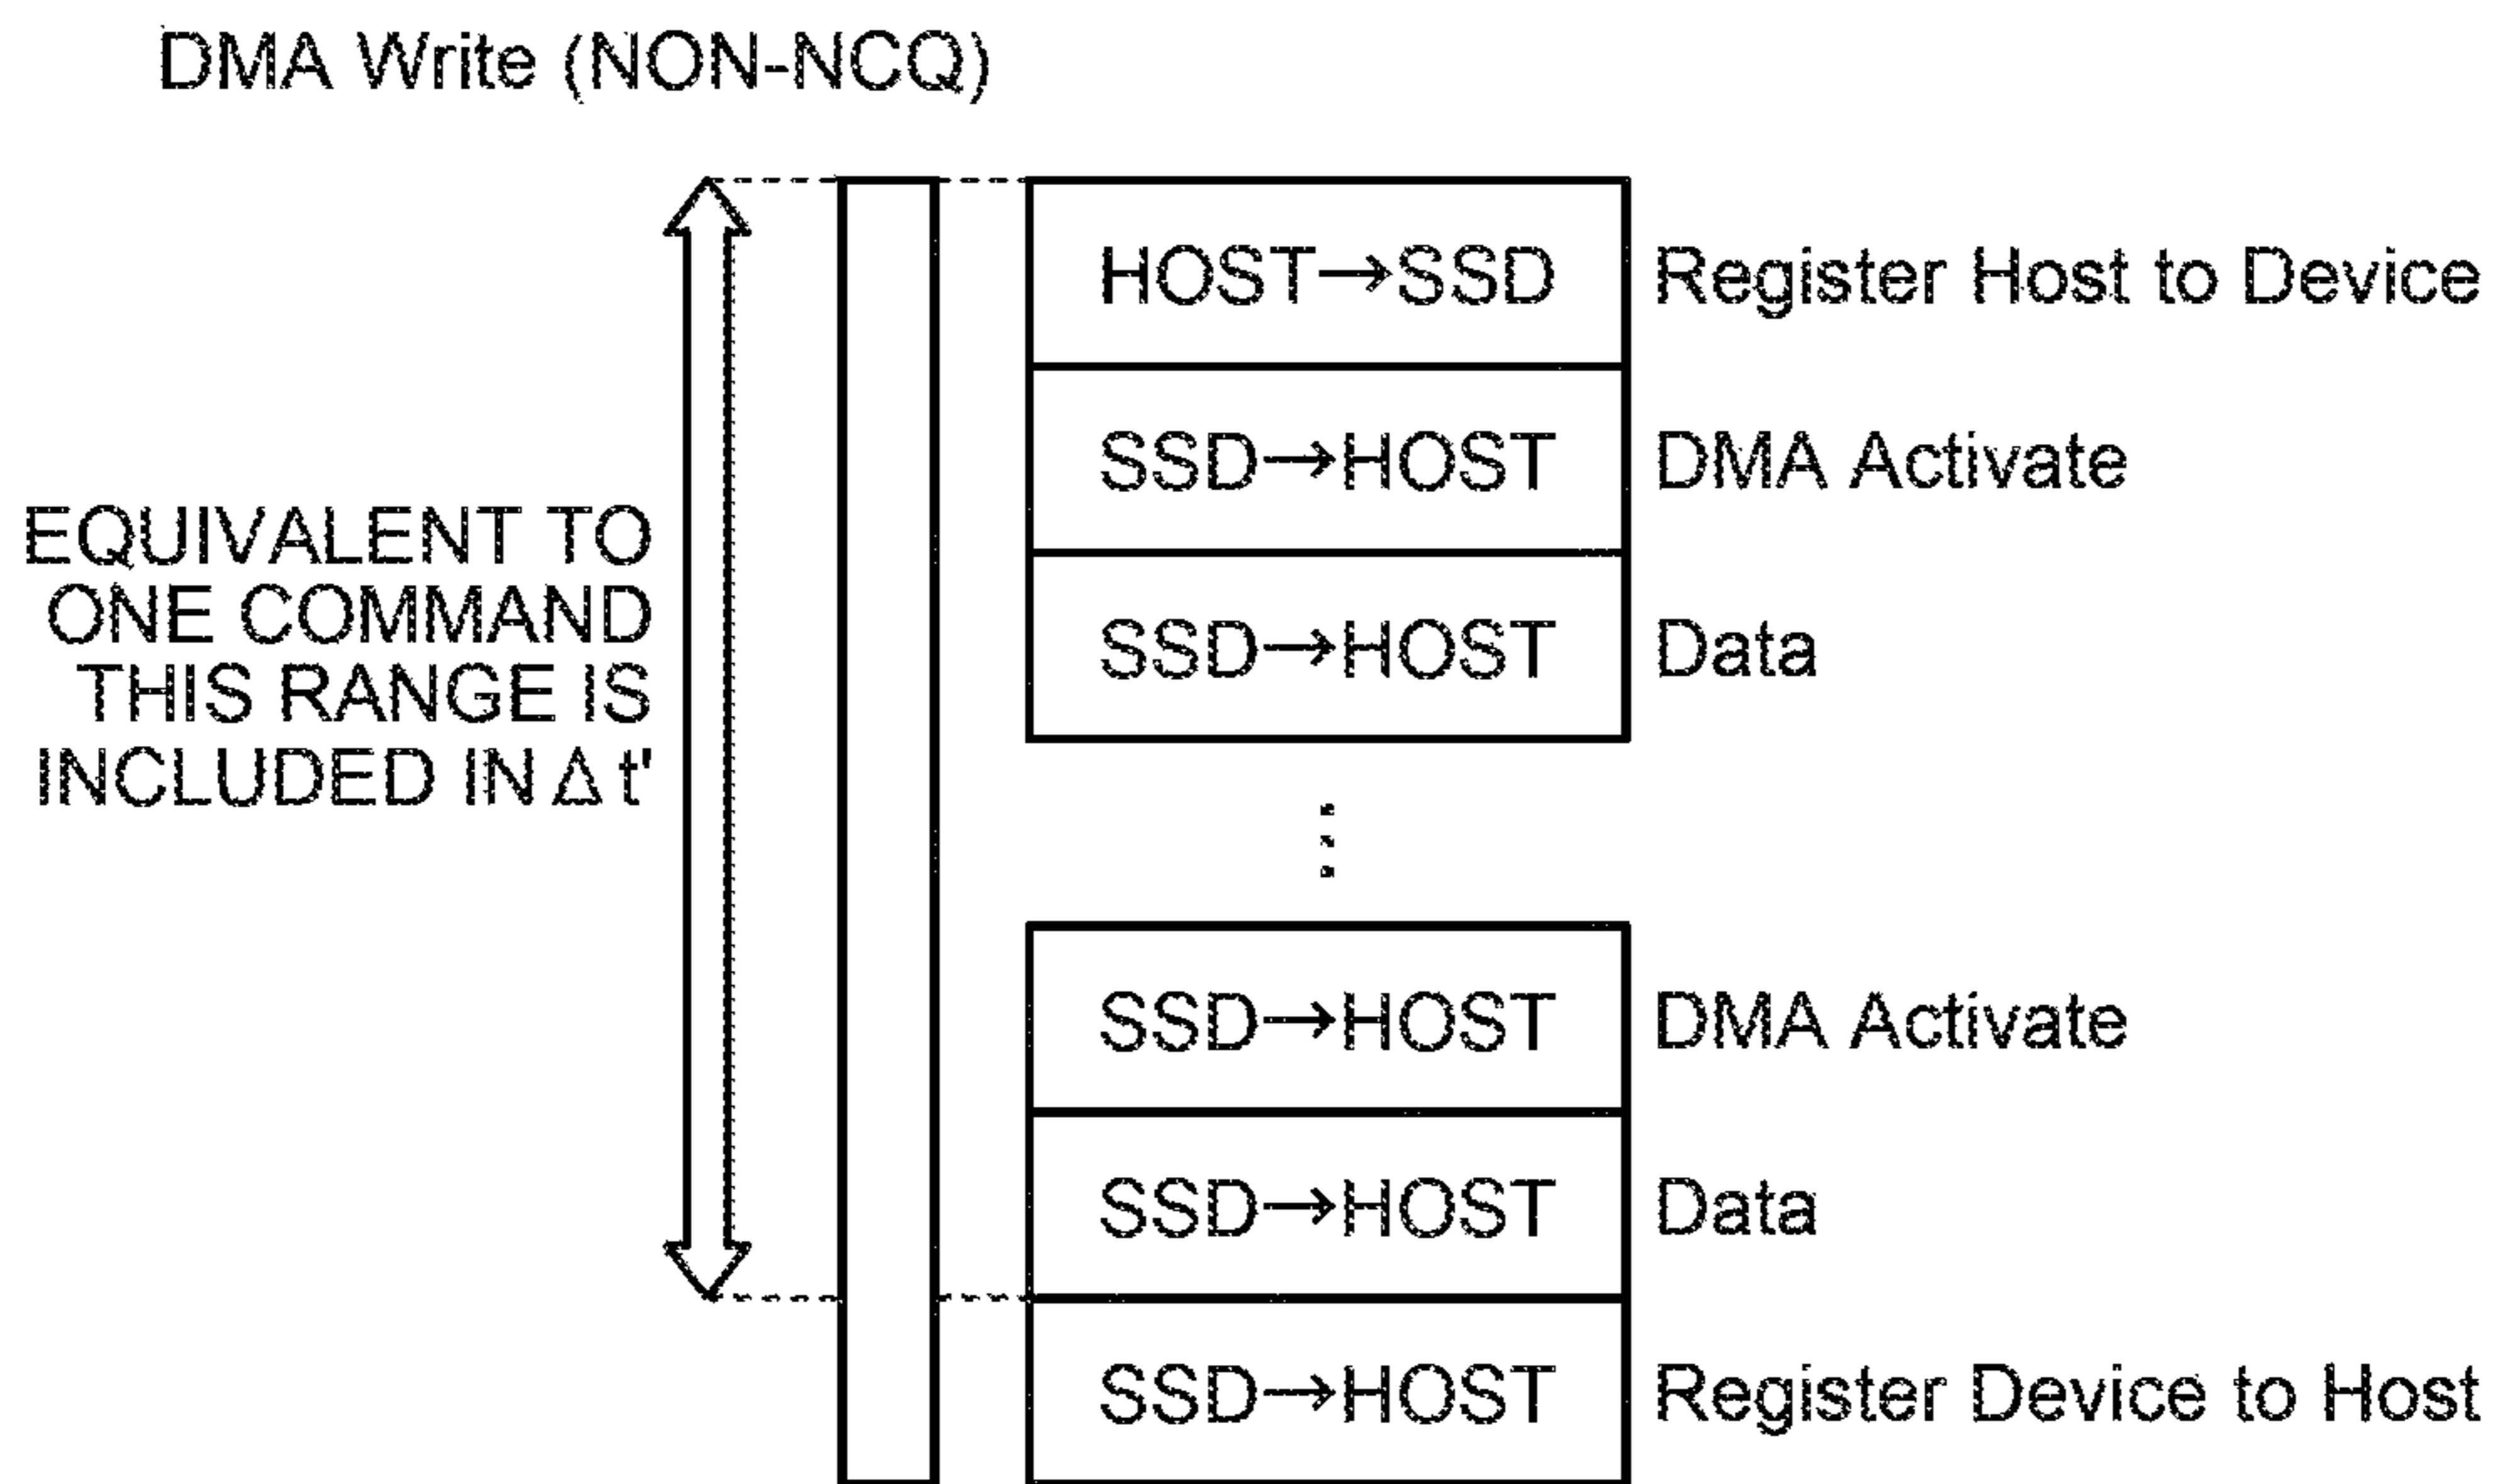 DMA Write (NON-NCQ)
EQUIVALENT TO
ONE COMMAND
THIS RANGE IS
INCLUDED IN Δ t'
HOST→SSD Register Host to Device
SSD→HOST DMA Activate
SSD→HOST Data
SSD→HOST DMA Activate
SSD→HOST Data
SSD→HOST Register Device to Host